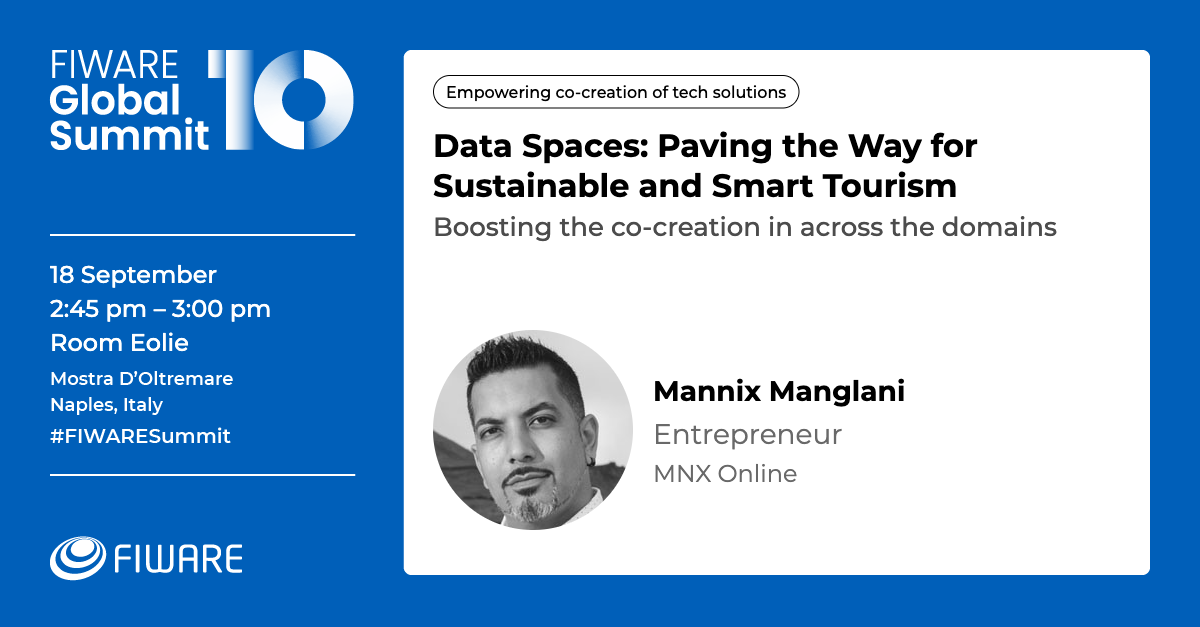 FIWARE
Global
Summit
10
18 September
2:45 pm – 3:00 pm
Room Eolie
Mostra D’Oltremare
Naples, Italy
#FIWARESummit
FIWARE
Empowering co-creation of tech solutions
Data Spaces: Paving the Way for
Sustainable and Smart Tourism
Boosting the co-creation in across the domains
Mannix Manglani
Entrepreneur
MNX Online